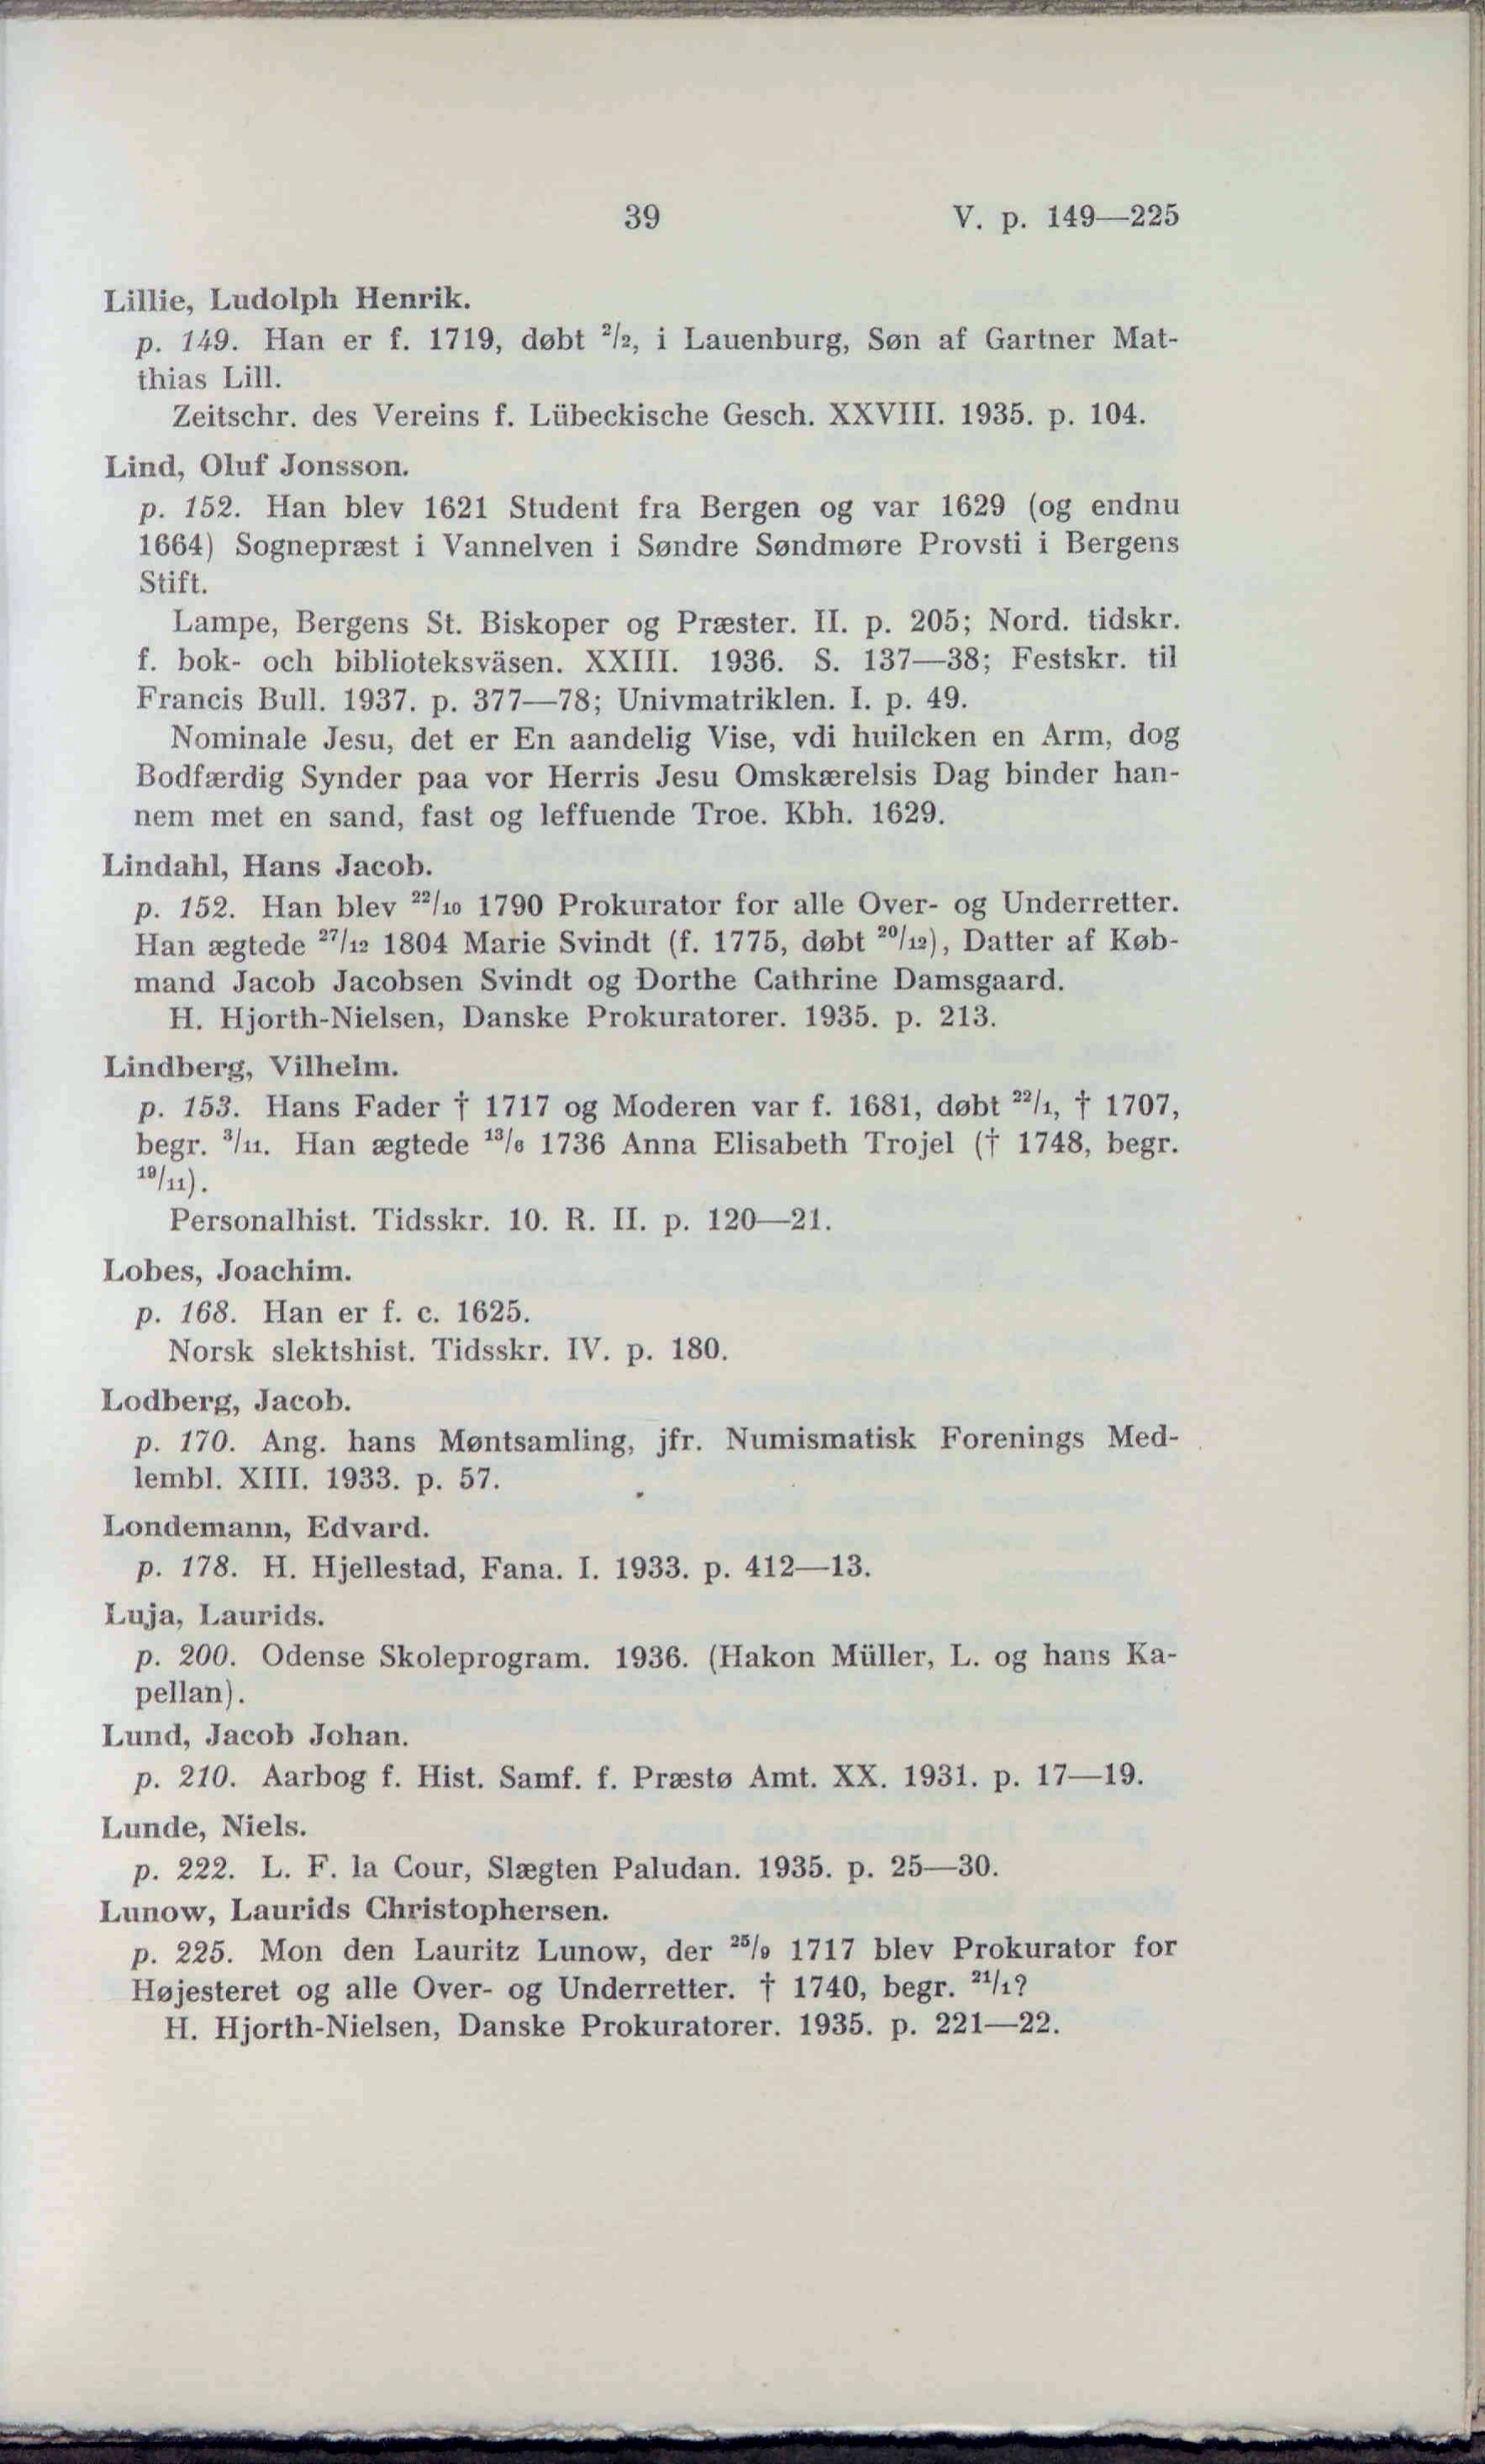 39 V. p. 149—225
Lillie, Ludolph Henrik.
p. 149. Han er f. 1719, døbt 2/2, i Lauenburg, Søn af Gartner Mat-
thias Lill.
Zeitschr. des Vereins f. Lübeckische Gesch. XXVIII. 1935. p. 104.
Lind, Oluf Jonsson.
p. 152. Han blev 1621 Student fra Bergen og var 1629 (og endnu
1664) Sognepræst i Vannelven i Søndre Søndmøre Provsti i Bergens
Stift.
Lampe, Bergens St. Biskoper og Præster. II. p. 205; Nord. tidskr.
f. bok- och biblioteksväsen. XXIII. 1936. S. 137—38; Festskr. til
Francis Bull. 1937. p. 377—78; Univmatriklen. I. p. 49.
Nominale Jesu, det er En aandelig Vise, vdi huilcken en Arm, dog
Bodfærdig Synder paa vor Herris Jesu Omskærelsis Dag binder han-
nem met en sand, fast og leffuende Troe. Kbh. 1629.
Lindahl, Hans Jacob.
p. 152. Han blev 22/10 1790 Prokurator for alle Over- og Underretter.
Han ægtede 27/12 1804 Marie Svindt (f. 1775, døbt 20/12), Datter af Køb-
mand Jacob Jacobsen Svindt og Dorthe Cathrine Damsgaard.
H. Hjorth-Nielsen, Danske Prokuratorer. 1935. p. 213.
Lindberg, Vilhelm.
p. 153. Hans Fader † 1717 og Moderen var f. 1681, døbt 22/1, † 1707,
begr. 3/11. Han ægtede 13/6 1736 Anna Elisabeth Trojel († 1748, begr.
19/11).
Personalhist. Tidsskr. 10. R. II. p. 120—21.
Lobes, Joachim.
p. 168. Han er f. c. 1625.
Norsk slektshist. Tidsskr. IV. p. 180.
Lodberg, Jacob.
p. 170. Ang. hans Møntsamling, jfr. Numismatisk Forenings Med-
lembl. XIII. 1933. p. 57.
Londemann, Edvard.
p. 178. H. Hjellestad, Fana. I. 1933. p. 412—13.
Luja, Laurids.
p. 200. Odense Skoleprogram. 1936. (Hakon Müller, L. og hans Ka-
pellan).
Lund, Jacob Johan.
p. 210. Aarbog f. Hist. Samf. f. Præstø Amt. XX. 1931. p. 17—19.
Lunde, Niels.
p. 222. L. F. la Cour, Slægten Paludan. 1935. p. 25—30.
Lunow, Laurids Christophersen.
p. 225. Mon den Lauritz Lunow, der 25/9 1717 blev Prokurator for
Højesteret og alle Over- og Underretter. † 1740, begr. 21/1?
H. Hjorth-Nielsen, Danske Prokuratorer. 1935. p. 221—22.